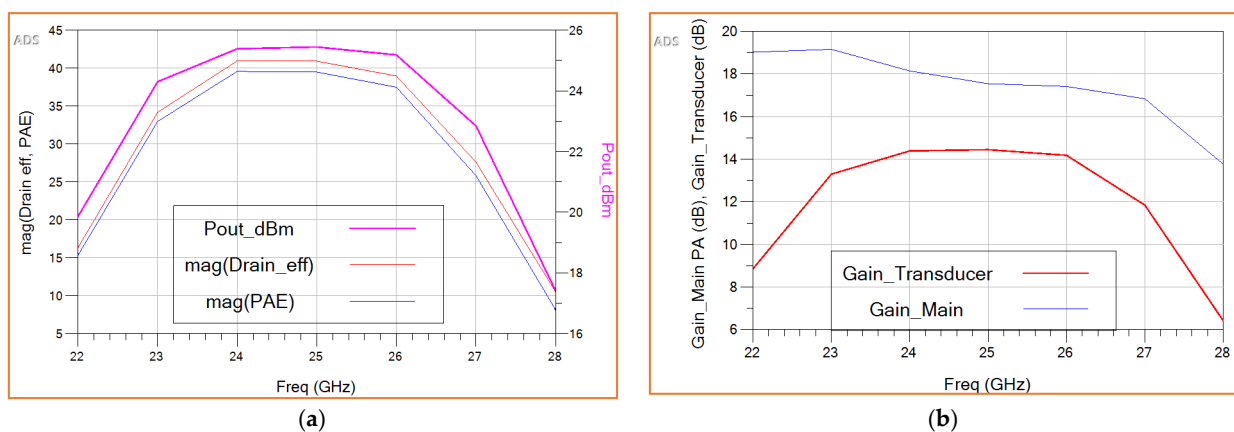 ADS
mag(Drain eff, PAE)
45
40
35
30
25
20
15
10
5
26
24
22
20
18
16
Pout_dBm
Pout_dBm
mag(Drain_eff)
mag(PAE)
22 23 24 25 26 27 28
Freq (GHz)
(a)
ADS
Gain_Main PA (dB), Gain_Transducer (dB)
20
18
16
14
12
10
8
6
Gain_Transducer
Gain_Main
22 23 24 25 26 27 28
Freq (GHz)
(b)